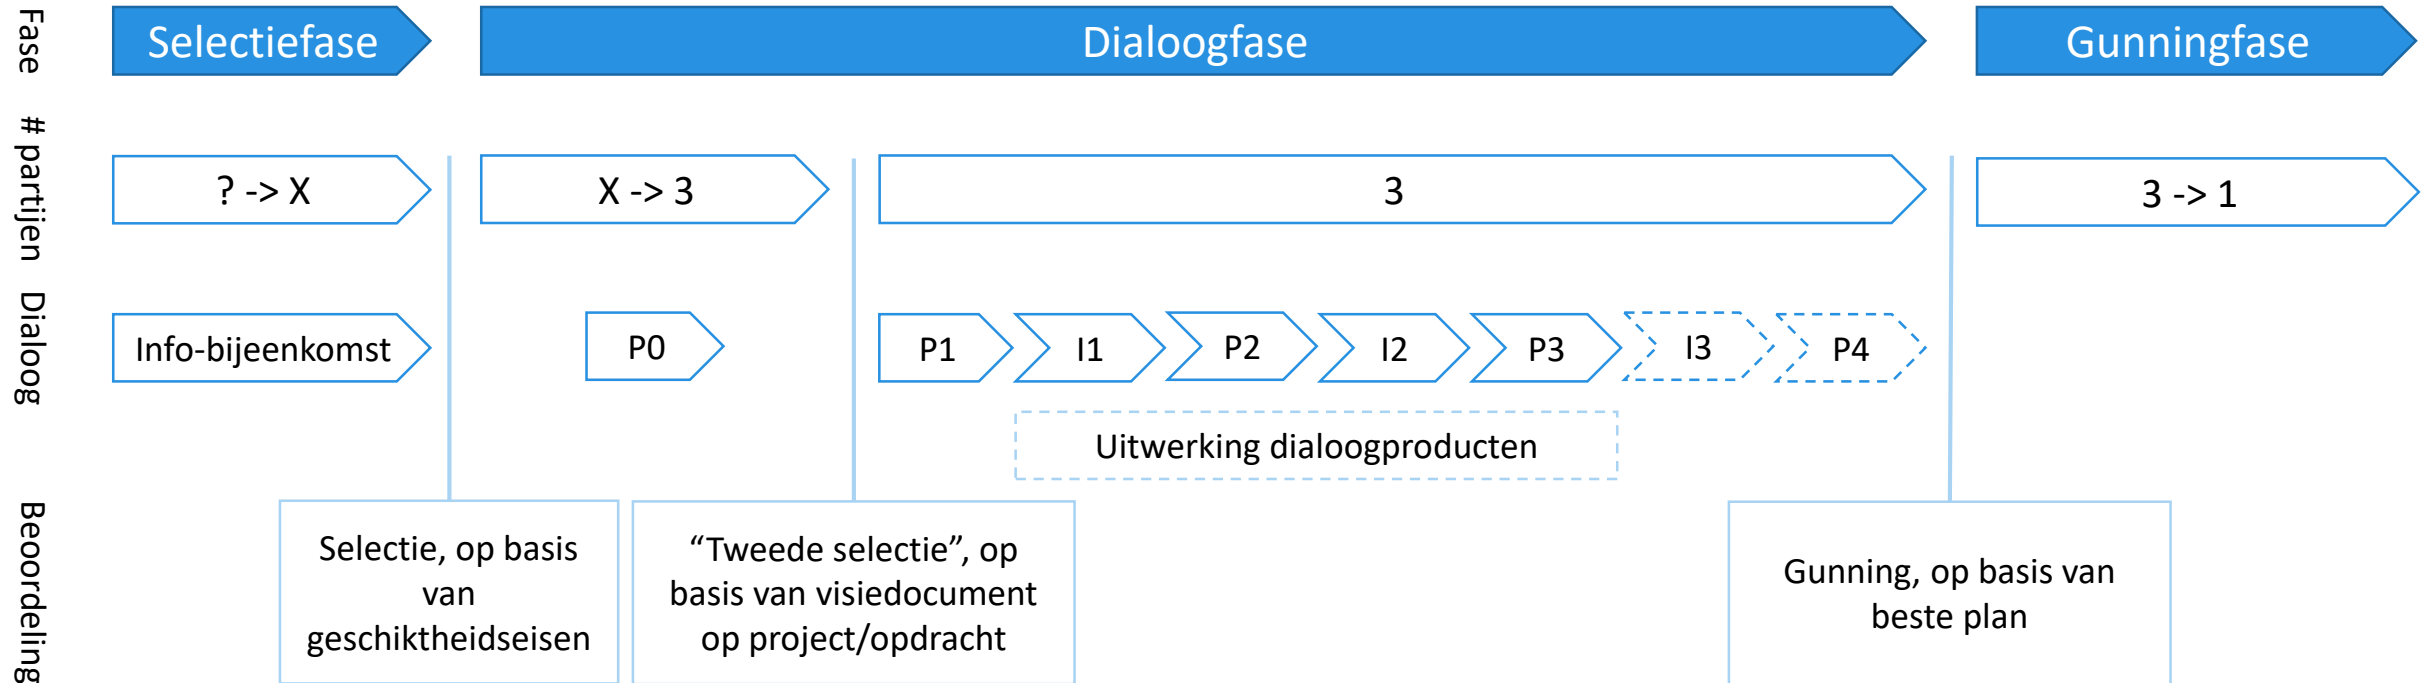 Fase
Selectiefase
Dialoogfase
Gunningfase
# partijen
? -> X
X -> 3
3
3 -> 1
Dialoog
Info-bijeenkomst
P0
P1
I1
P2
I2
P3
I3
P4
Uitwerking dialoogproducten
Beoordeling
Selectie, op basis
van
geschiktheidseisen
“Tweede selectie”, op
basis van visiedocument
op project/opdracht
Gunning, op basis van
beste plan